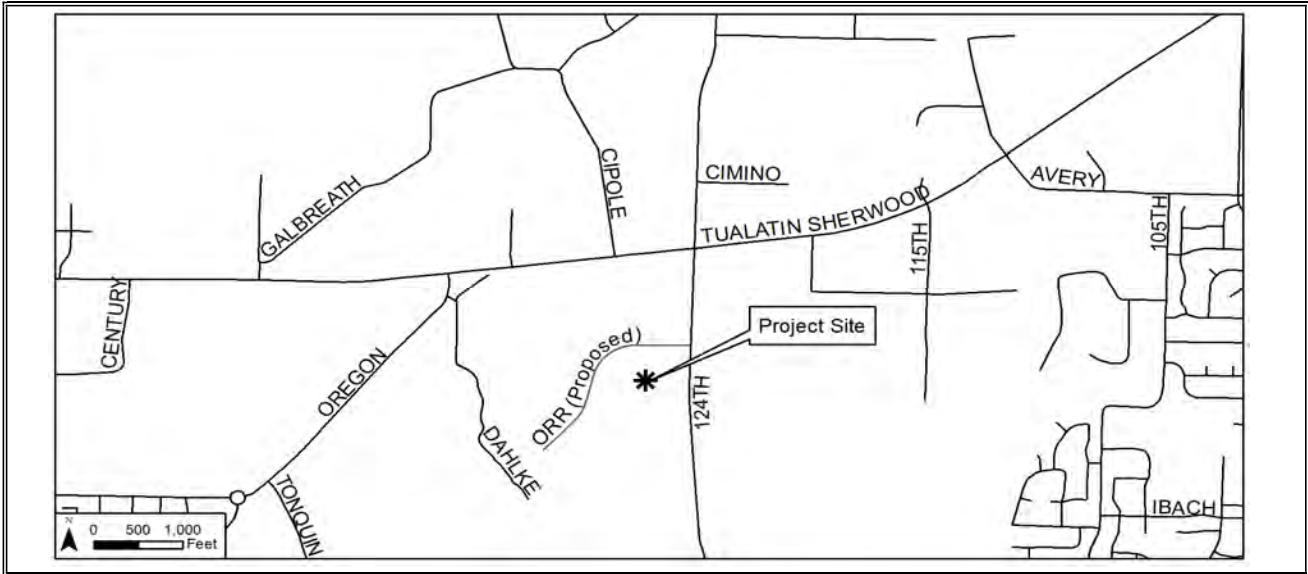 CIMINO
AVERY
GALBREATH
CIPOLE
TUALATIN SHERWOOD
115TH
105TH
CENTURY
Project Site
ORR (Proposed)
OREGON
124TH
DAHLKE
TONQUIN
IBACH
N
0 500 1,000
Feet